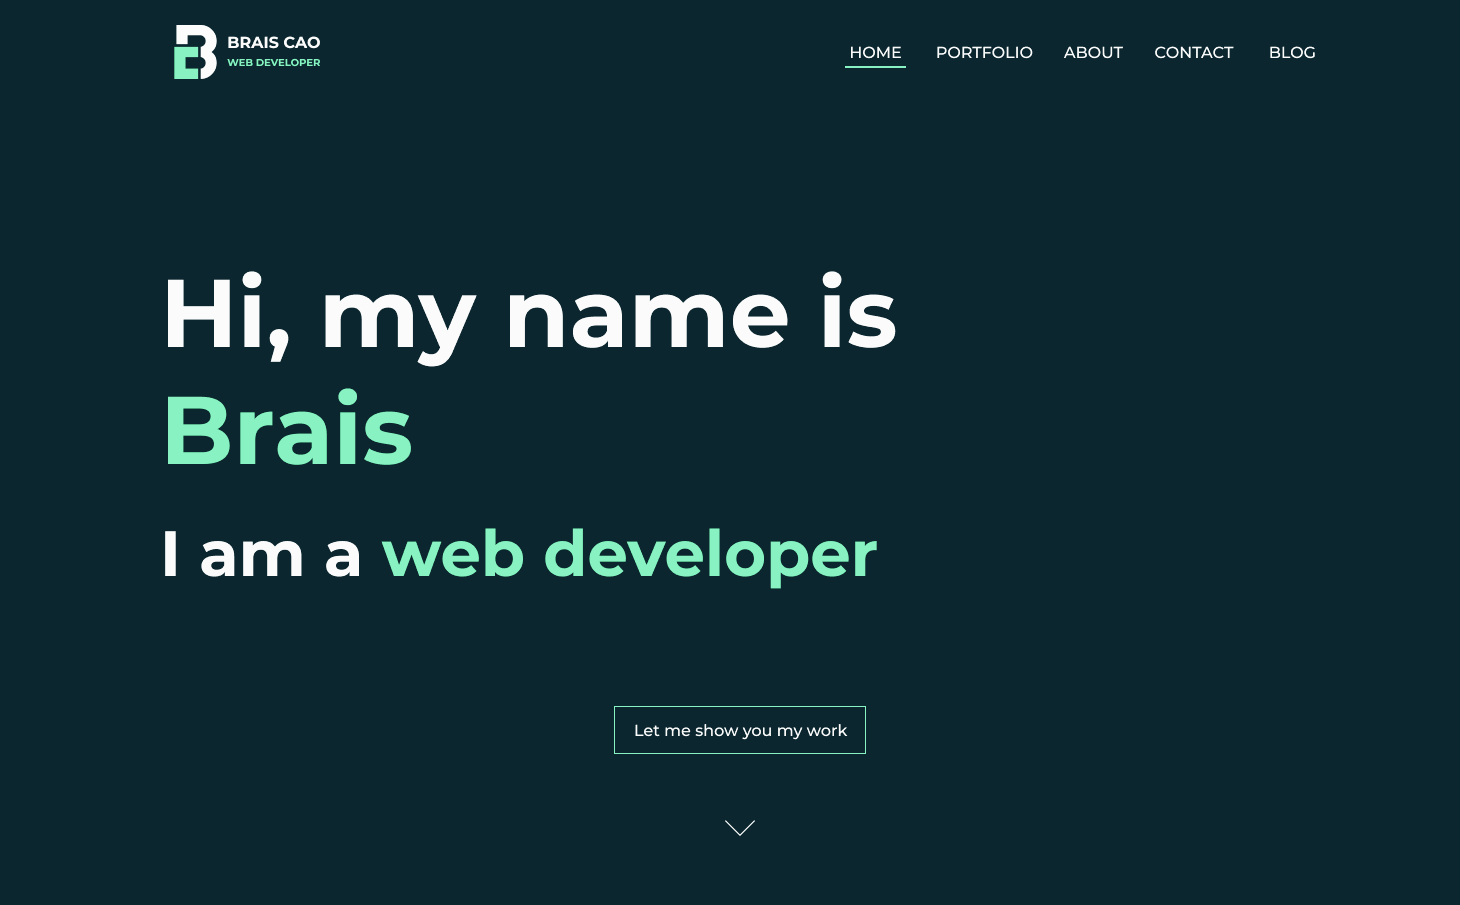 BRAIS CAO
WEB DEVELOPER
HOME PORTFOLIO ABOUT CONTACT BLOG
Hi, my name is
Brais
I am a web developer
Let me show you my work